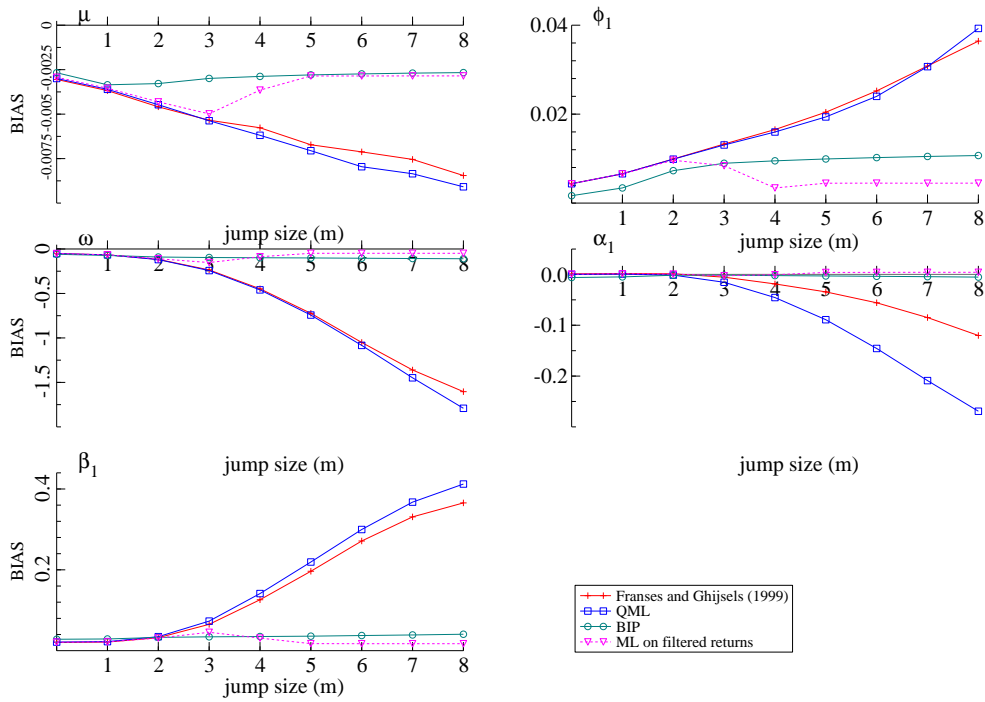 μ
0
-0.0025
-0.005
-0.0075
BIAS
1 2 3 4 5 6 7 8
jump size (m)
ϕ1
0.04
0.02
1 2 3 4 5 6 7 8
jump size (m)
ω
0
-0.5
-1
-1.5
BIAS
1 2 3 4 5 6 7 8
jump size (m)
α1
0.0
-0.1
-0.2
1 2 3 4 5 6 7 8
jump size (m)
β1
0.4
0.2
BIAS
1 2 3 4 5 6 7 8
jump size (m)
Franses and Ghijsels (1999)
QML
BIP
ML on filtered returns